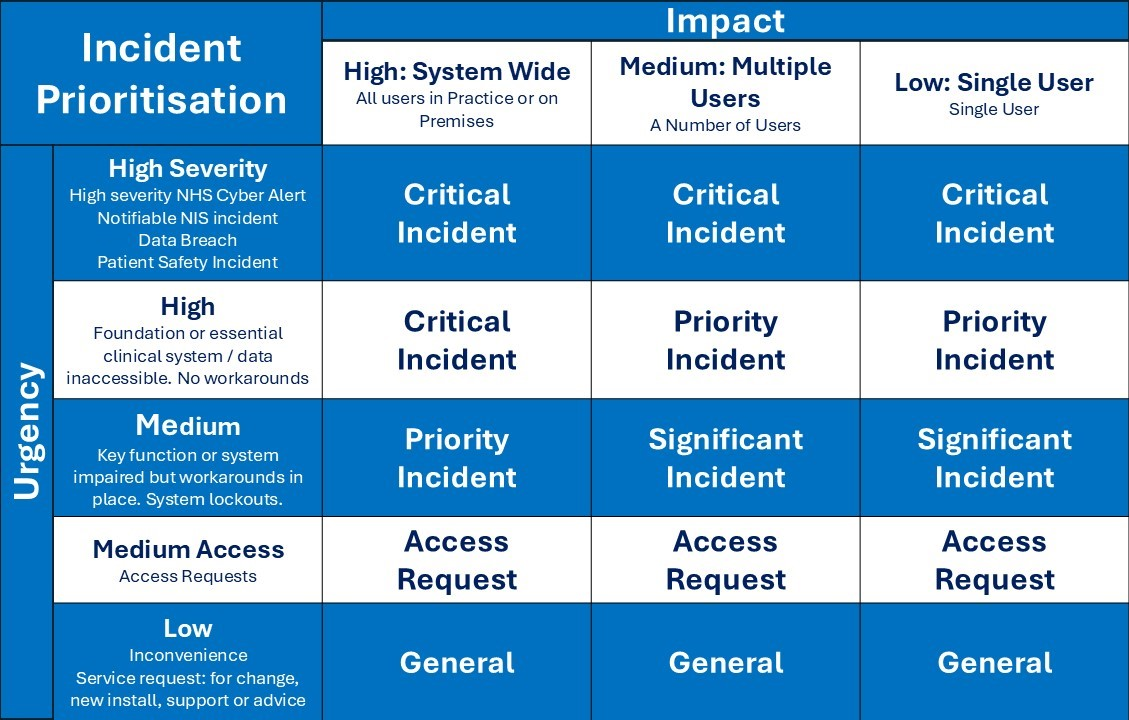 Incident
Prioritisation
Impact
High: System Wide
All users in Practice or on
Premises
Medium: Multiple
Users
A Number of Users
Low: Single User
Single User
Urgency
High Severity
High severity NHS Cyber Alert
Notifiable NIS incident
Data Breach
Patient Safety Incident
Critical
Incident
Critical
Incident
Critical
Incident
High
Foundation or essential
clinical system / data
inaccessible. No workarounds
Critical
Incident
Priority
Incident
Priority
Incident
Medium
Key function or system
impaired but workarounds in
place. System lockouts.
Priority
Incident
Significant
Incident
Significant
Incident
Medium Access
Access Requests
Access
Request
Access
Request
Access
Request
Low
Inconvenience
Service request: for change,
new install, support or advice
General
General
General